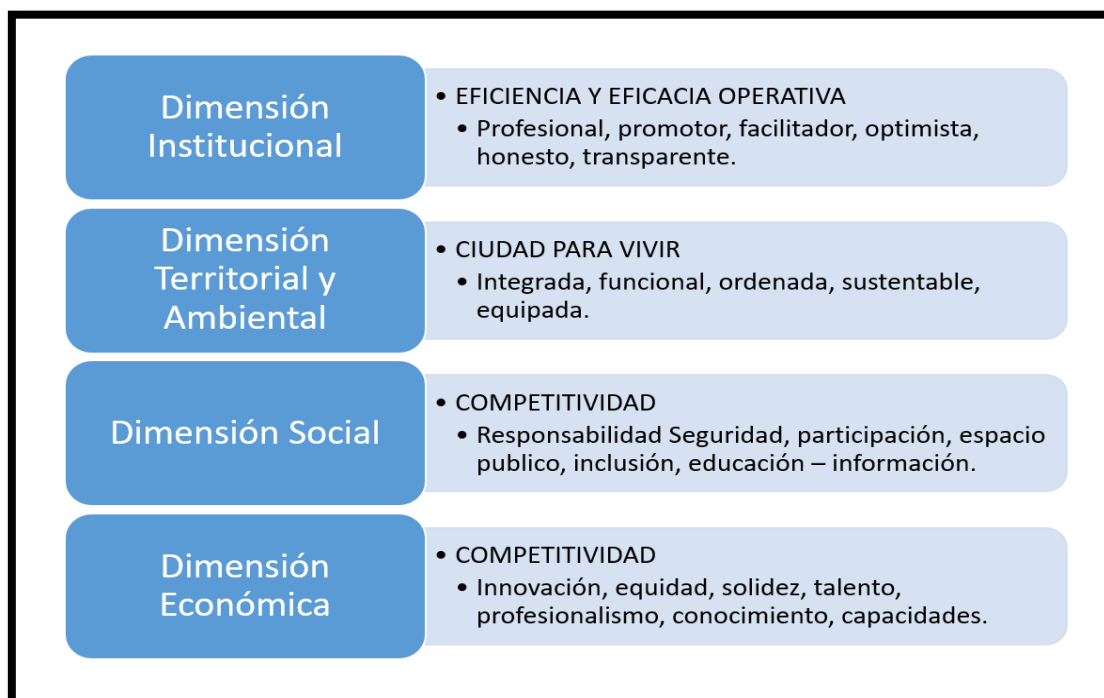 Dimensión
Institucional
• EFICIENCIA Y EFICACIA OPERATIVA
• Profesional, promotor, facilitador, optimista,
honesto, transparente.
Dimensión
Territorial y
Ambiental
• CIUDAD PARA VIVIR
• Integrada, funcional, ordenada, sustentable,
equipada.
Dimensión Social
• COMPETITIVIDAD
• Responsabilidad Seguridad, participación, espacio
publico, inclusión, educación – información.
Dimensión
Económica
• COMPETITIVIDAD
• Innovación, equidad, solidez, talento,
profesionalismo, conocimiento, capacidades.